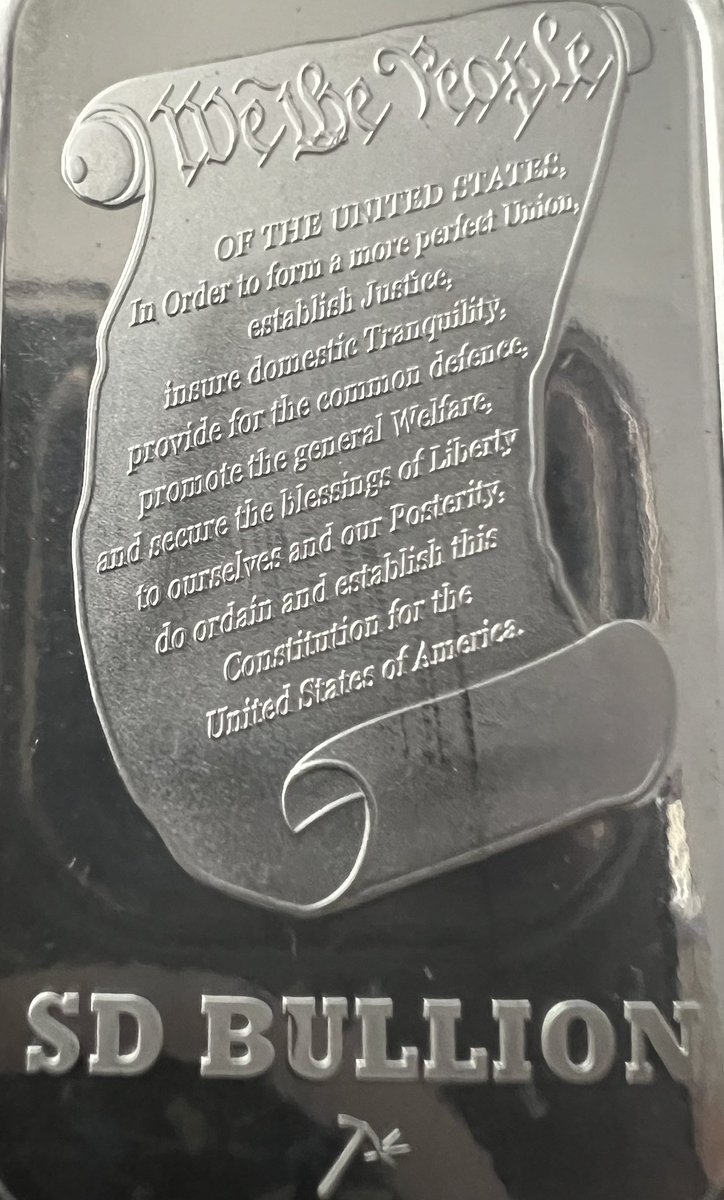 We the People
OF THE UNITED STATES,
In Order to form a more perfect Union,
establish Justice,
insure domestic Tranquility,
provide for the common defence,
promote the general Welfare,
and secure the blessings of Liberty
to ourselves and our Posterity,
do ordain and establish this
Constitution for the
United States of America.
SD BULLION